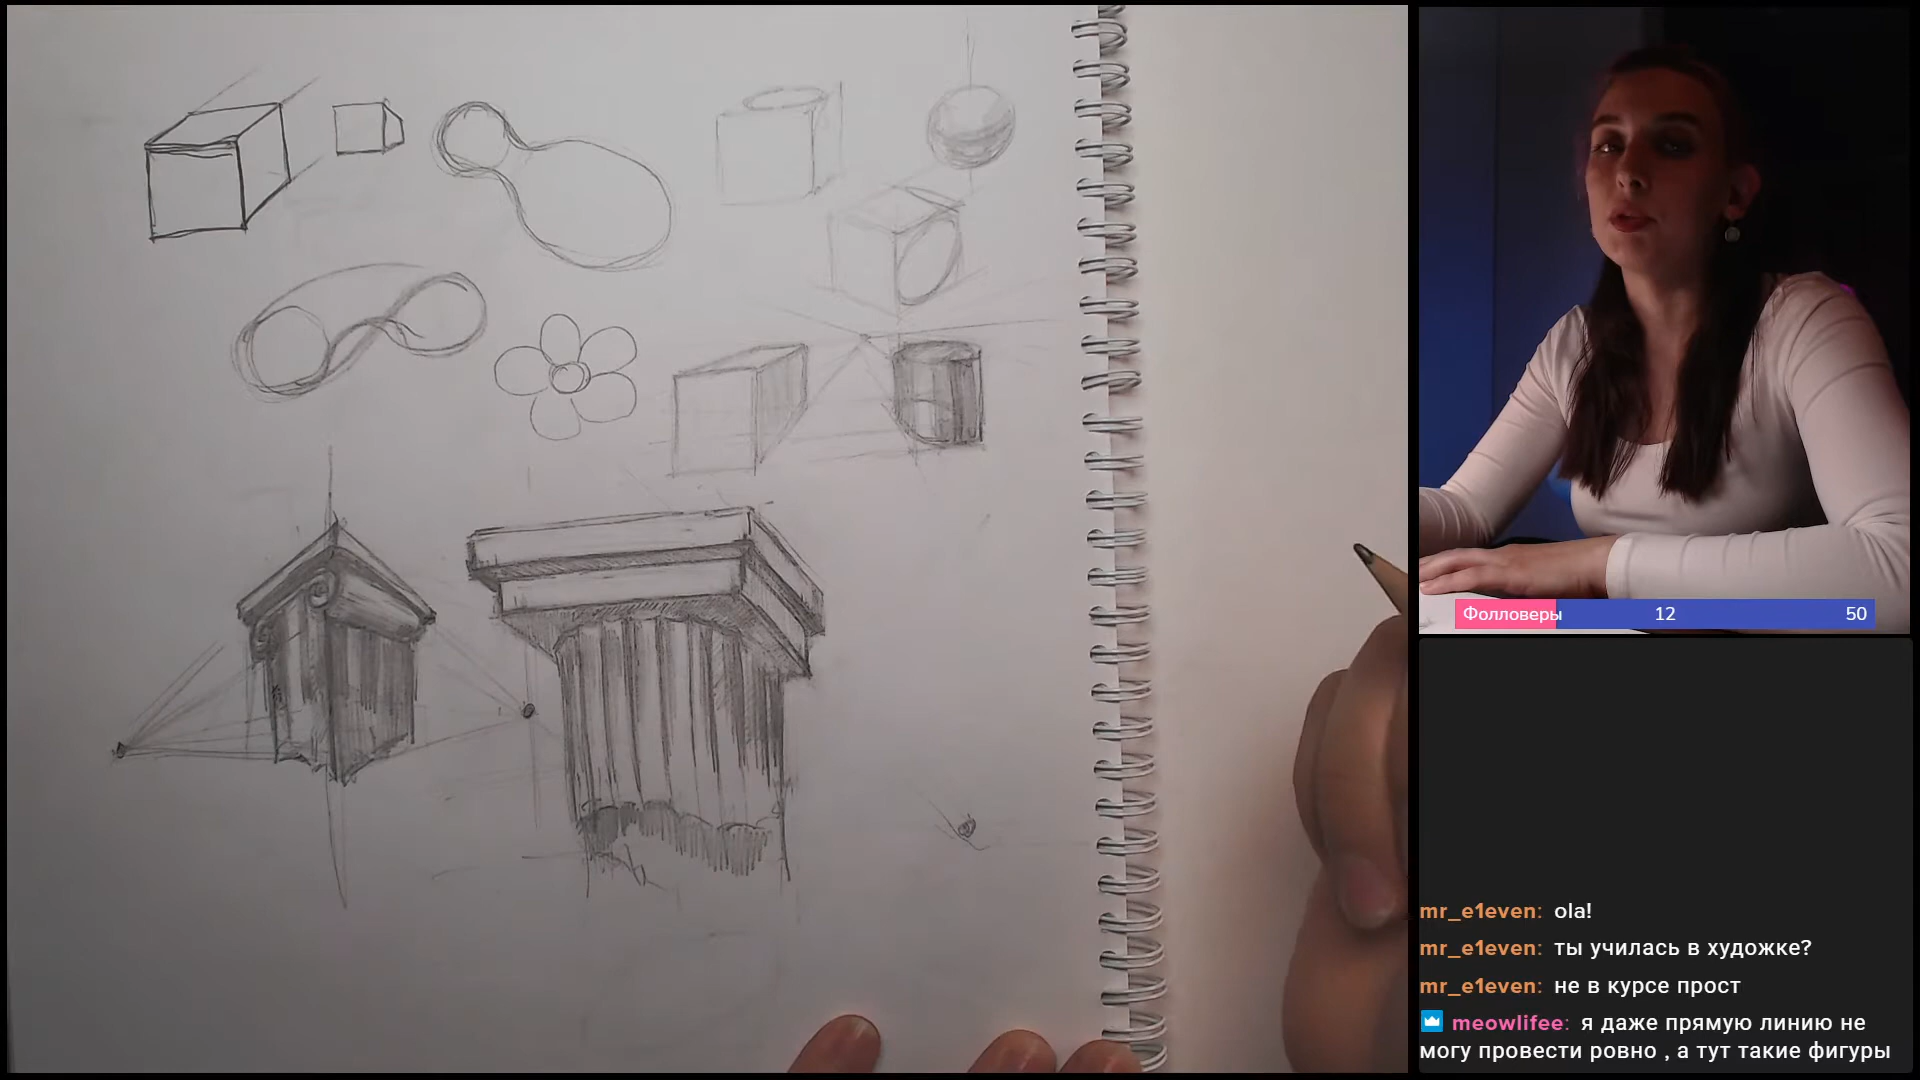 Фолловеры 12 50
mr_e1even: ola!
mr_e1even: ты училась в художке?
mr_e1even: не в курсе прост
meowlifee: я даже прямую линию не
могу провести ровно , а тут такие фигуры